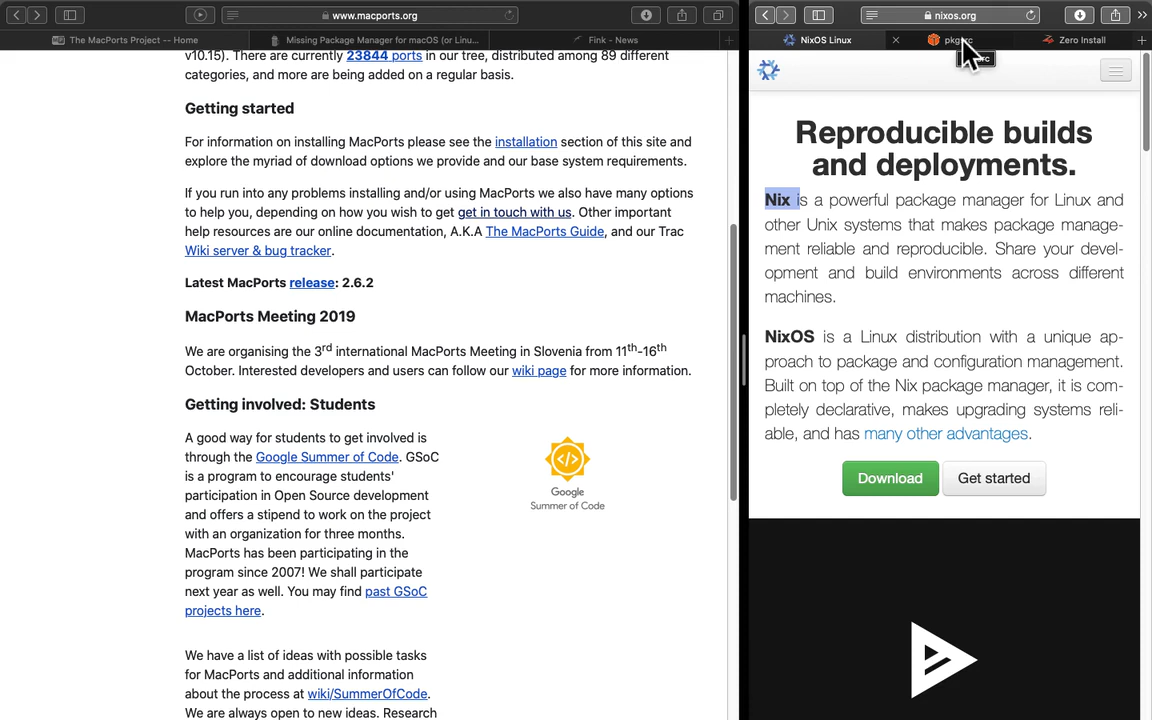 www.macports.org
The MacPorts Project -- Home
Missing Package Manager for macOS (or Linu...
Fink - News
v10.15). There are currently 23844 ports in our tree, distributed among 89 different
categories, and more are being added on a regular basis.
Getting started
For information on installing MacPorts please see the installation section of this site and
explore the myriad of download options we provide and our base system requirements.
If you run into any problems installing and/or using MacPorts we also have many options
to help you, depending on how you wish to get get in touch with us. Other important
help resources are our online documentation, A.K.A The MacPorts Guide, and our Trac
Wiki server & bug tracker.
Latest MacPorts release: 2.6.2
MacPorts Meeting 2019
We are organising the 3rd international MacPorts Meeting in Slovenia from 11th-16th
October. Interested developers and users can follow our wiki page for more information.
Getting involved: Students
A good way for students to get involved is
through the Google Summer of Code. GSoC
is a program to encourage students'
participation in Open Source development
and offers a stipend to work on the project
with an organization for three months.
MacPorts has been participating in the
program since 2007! We shall participate
next year as well. You may find past GSoC
projects here.
Google
Summer of Code
We have a list of ideas with possible tasks
for MacPorts and additional information
about the process at wiki/SummerOfCode.
We are always open to new ideas. Research
nixos.org
NixOS Linux
Zero Install
Reproducible builds
and deployments.
Nix is a powerful package manager for Linux and
other Unix systems that makes package manage-
ment reliable and reproducible. Share your devel-
opment and build environments across different
machines.
NixOS is a Linux distribution with a unique ap-
proach to package and configuration management.
Built on top of the Nix package manager, it is com-
pletely declarative, makes upgrading systems reli-
able, and has many other advantages.
Download
Get started